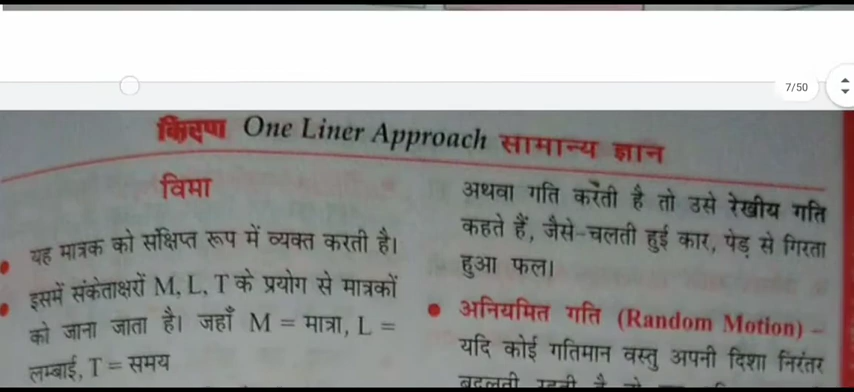 7/50
किरण One Liner Approach सामान्य ज्ञान
विमा
यह मात्रक को संक्षिप्त रूप में व्यक्त करती है।
इसमें संकेताक्षरों M, L, T के प्रयोग से मात्रकों
को जाना जाता है। जहाँ M = मात्रा, L =
लम्बाई, T = समय
अथवा गति करती है तो उसे रेखीय गति
कहते हैं, जैसे-चलती हुई कार, पेड़ से गिरता
हुआ फल।
अनियमित गति (Random Motion) –
यदि कोई गतिमान वस्तु अपनी दिशा निरंतर